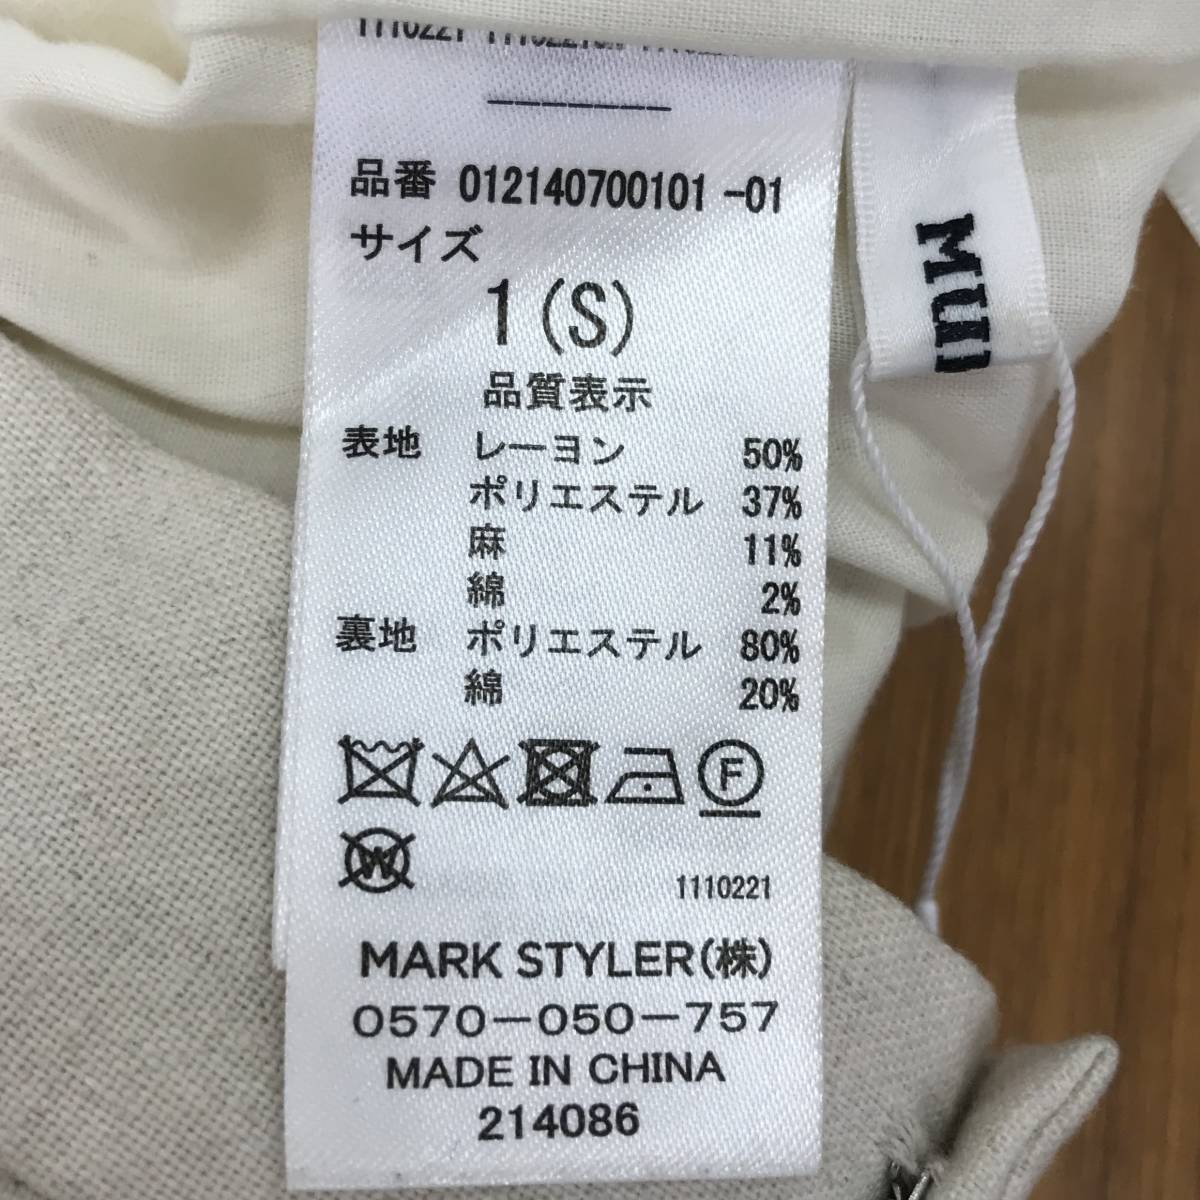 品番 012140700101 -01
サイズ
1 (S)
品質表示
表地 レーヨン 50%
ポリエステル 37%
麻 11%
綿 2%
裏地 ポリエステル 80%
綿 20%
F
W
1110221
MARK STYLER(株)
0570-050-757
MADE IN CHINA
214086